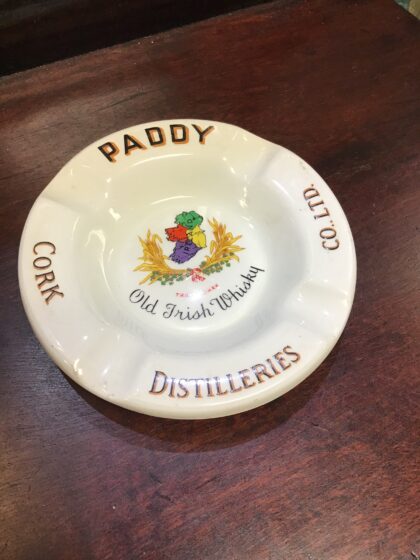 PADDY
CORK
DISTILLERIES
CO. LTD.
Old Irish Whisky